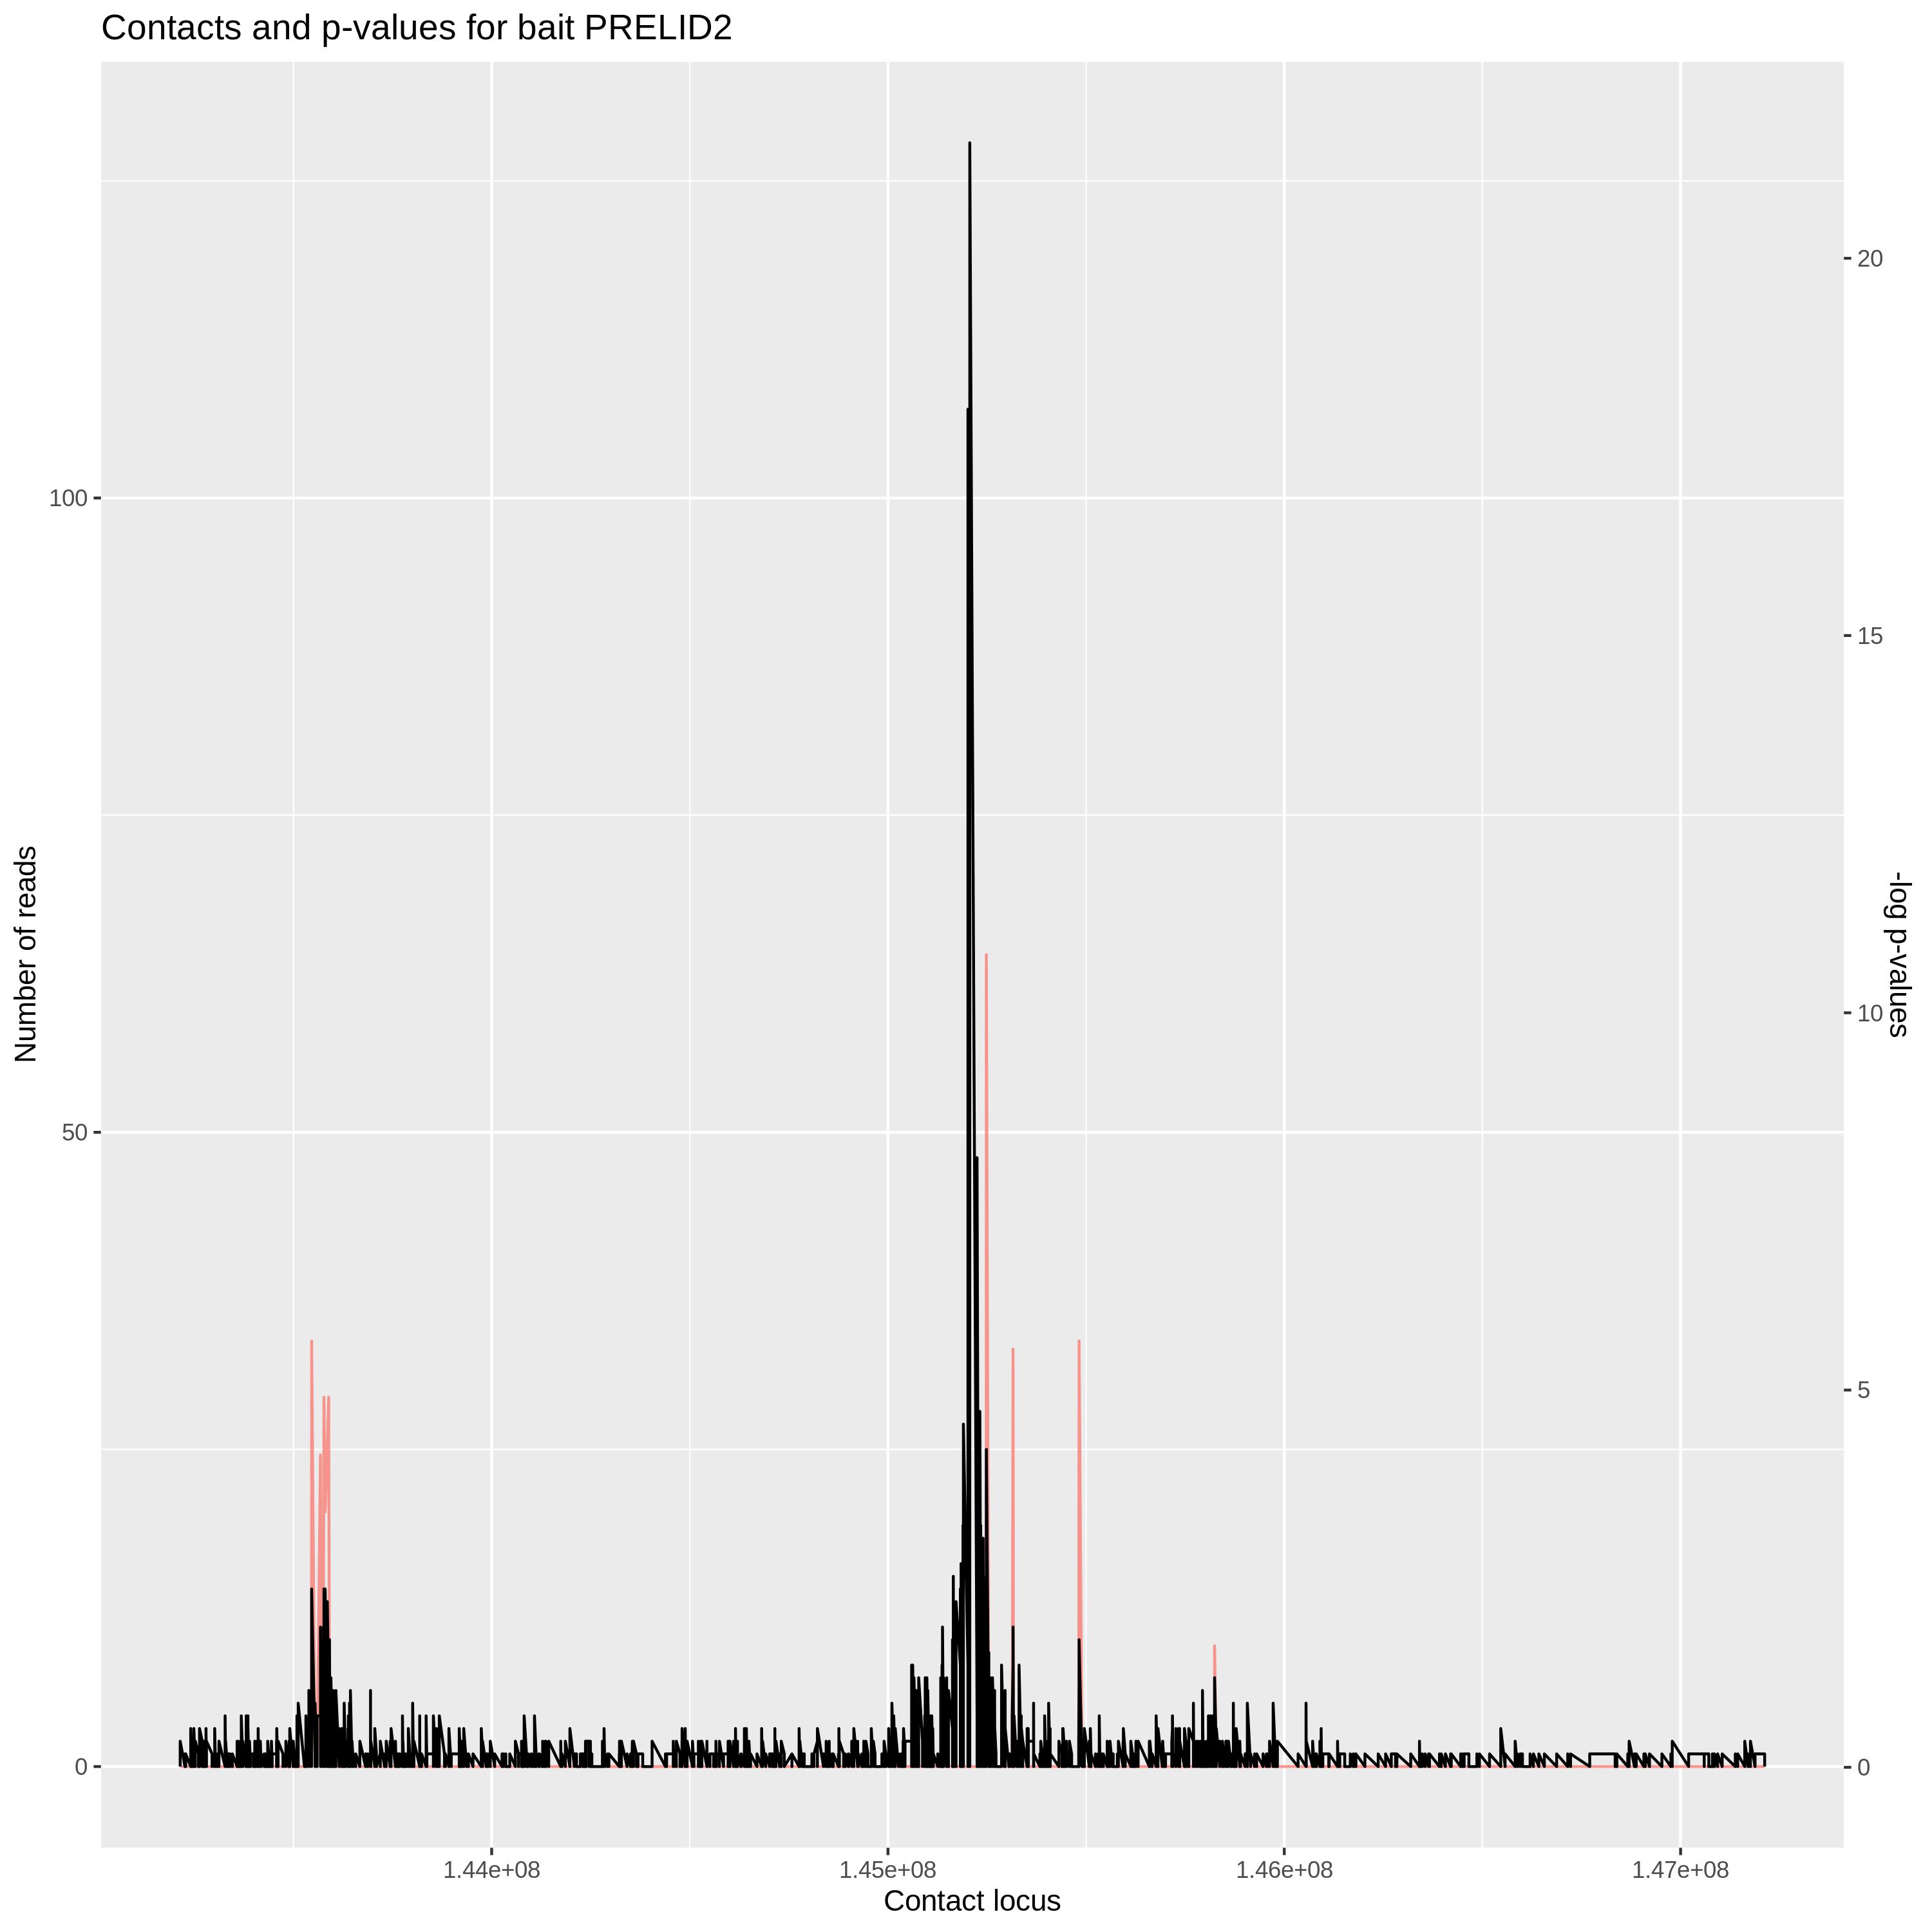 Contacts and p-values for bait PRELID2
Number of reads
100
50
0
20
15
10
5
0
-log p-values
1.44e+08
1.45e+08
1.46e+08
1.47e+08
Contact locus